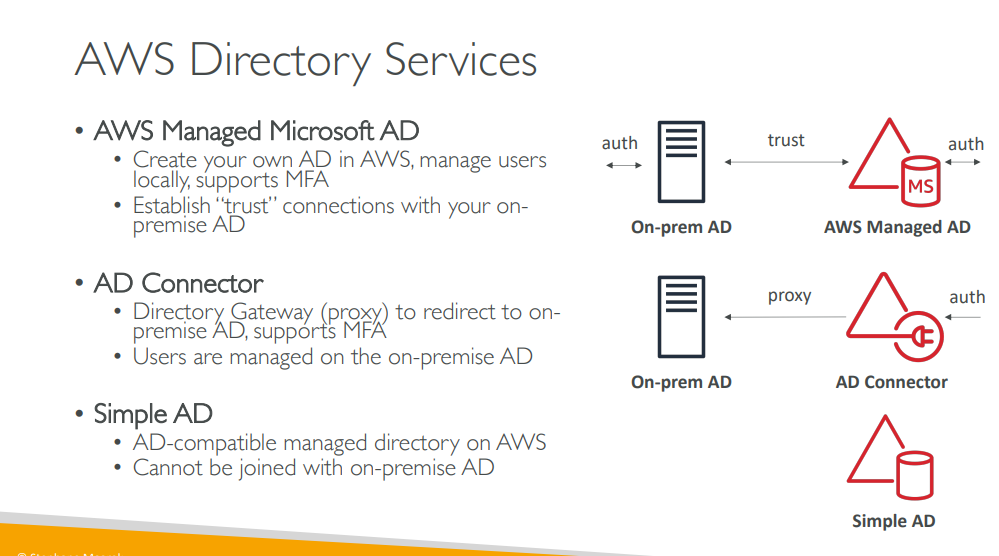 AWS Directory Services
• AWS Managed Microsoft AD
• Create your own AD in AWS, manage users
locally, supports MFA
• Establish “trust” connections with your on-
premise AD
• AD Connector
• Directory Gateway (proxy) to redirect to on-
premise AD, supports MFA
• Users are managed on the on-premise AD
• Simple AD
• AD-compatible managed directory on AWS
• Cannot be joined with on-premise AD
auth
trust
auth
MS
On-prem AD
AWS Managed AD
proxy
auth
On-prem AD
AD Connector
Simple AD